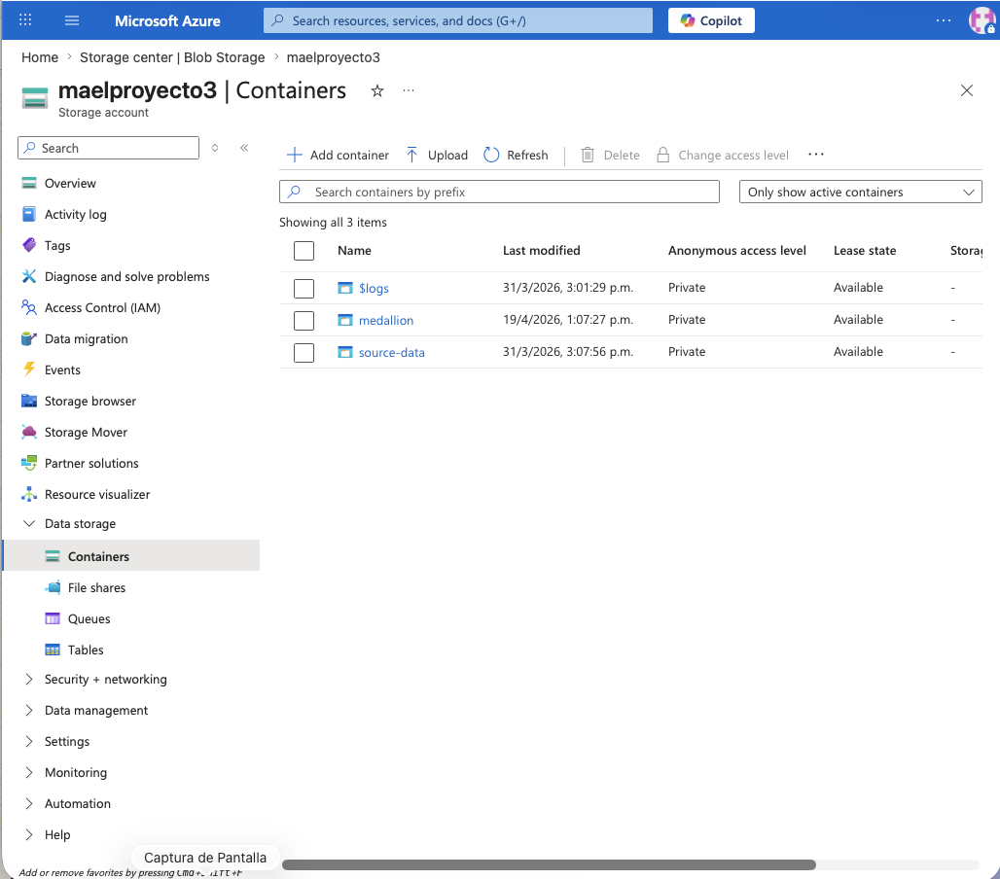 Microsoft Azure
Search resources, services, and docs (G+/)
Copilot
Home > Storage center | Blob Storage > maelproyecto3
maelproyecto3 | Containers
Storage account
Search
Add container
Upload
Refresh
Delete
Change access level
Search containers by prefix
Only show active containers
Showing all 3 items
Name Last modified Anonymous access level Lease state Storag
$logs 31/3/2026, 3:01:29 p.m. Private Available -
medallion 19/4/2026, 1:07:27 p.m. Private Available -
source-data 31/3/2026, 3:07:56 p.m. Private Available -
Overview
Activity log
Tags
Diagnose and solve problems
Access Control (IAM)
Data migration
Events
Storage browser
Storage Mover
Partner solutions
Resource visualizer
Data storage
Containers
File shares
Queues
Tables
Security + networking
Data management
Settings
Monitoring
Automation
Help
Captura de Pantalla
Add or remove favorites by pressing